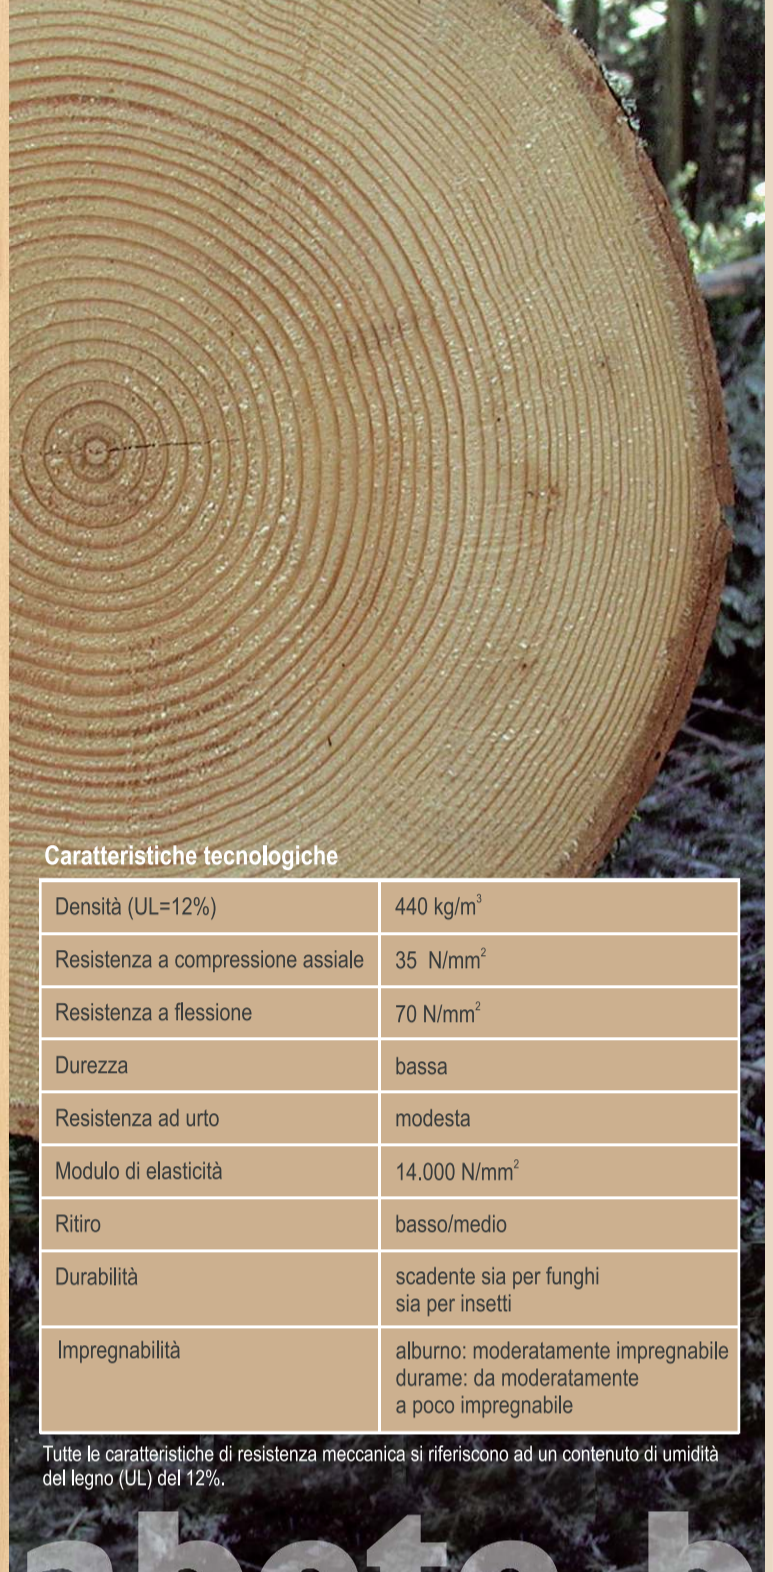 Caratteristiche tecnologiche
Densità (UL=12%) 440 kg/m³
Resistenza a compressione assiale 35 N/mm²
Resistenza a flessione 70 N/mm²
Durezza bassa
Resistenza ad urto modesta
Modulo di elasticità 14.000 N/mm²
Ritiro basso/medio
Durabilità scadente sia per funghi
sia per insetti
Impregnabilità alburno: moderatamente impregnabile
durame: da moderatamente
a poco impregnabile
Tutte le caratteristiche di resistenza meccanica si riferiscono ad un contenuto di umidità
del legno (UL) del 12%.
abete b